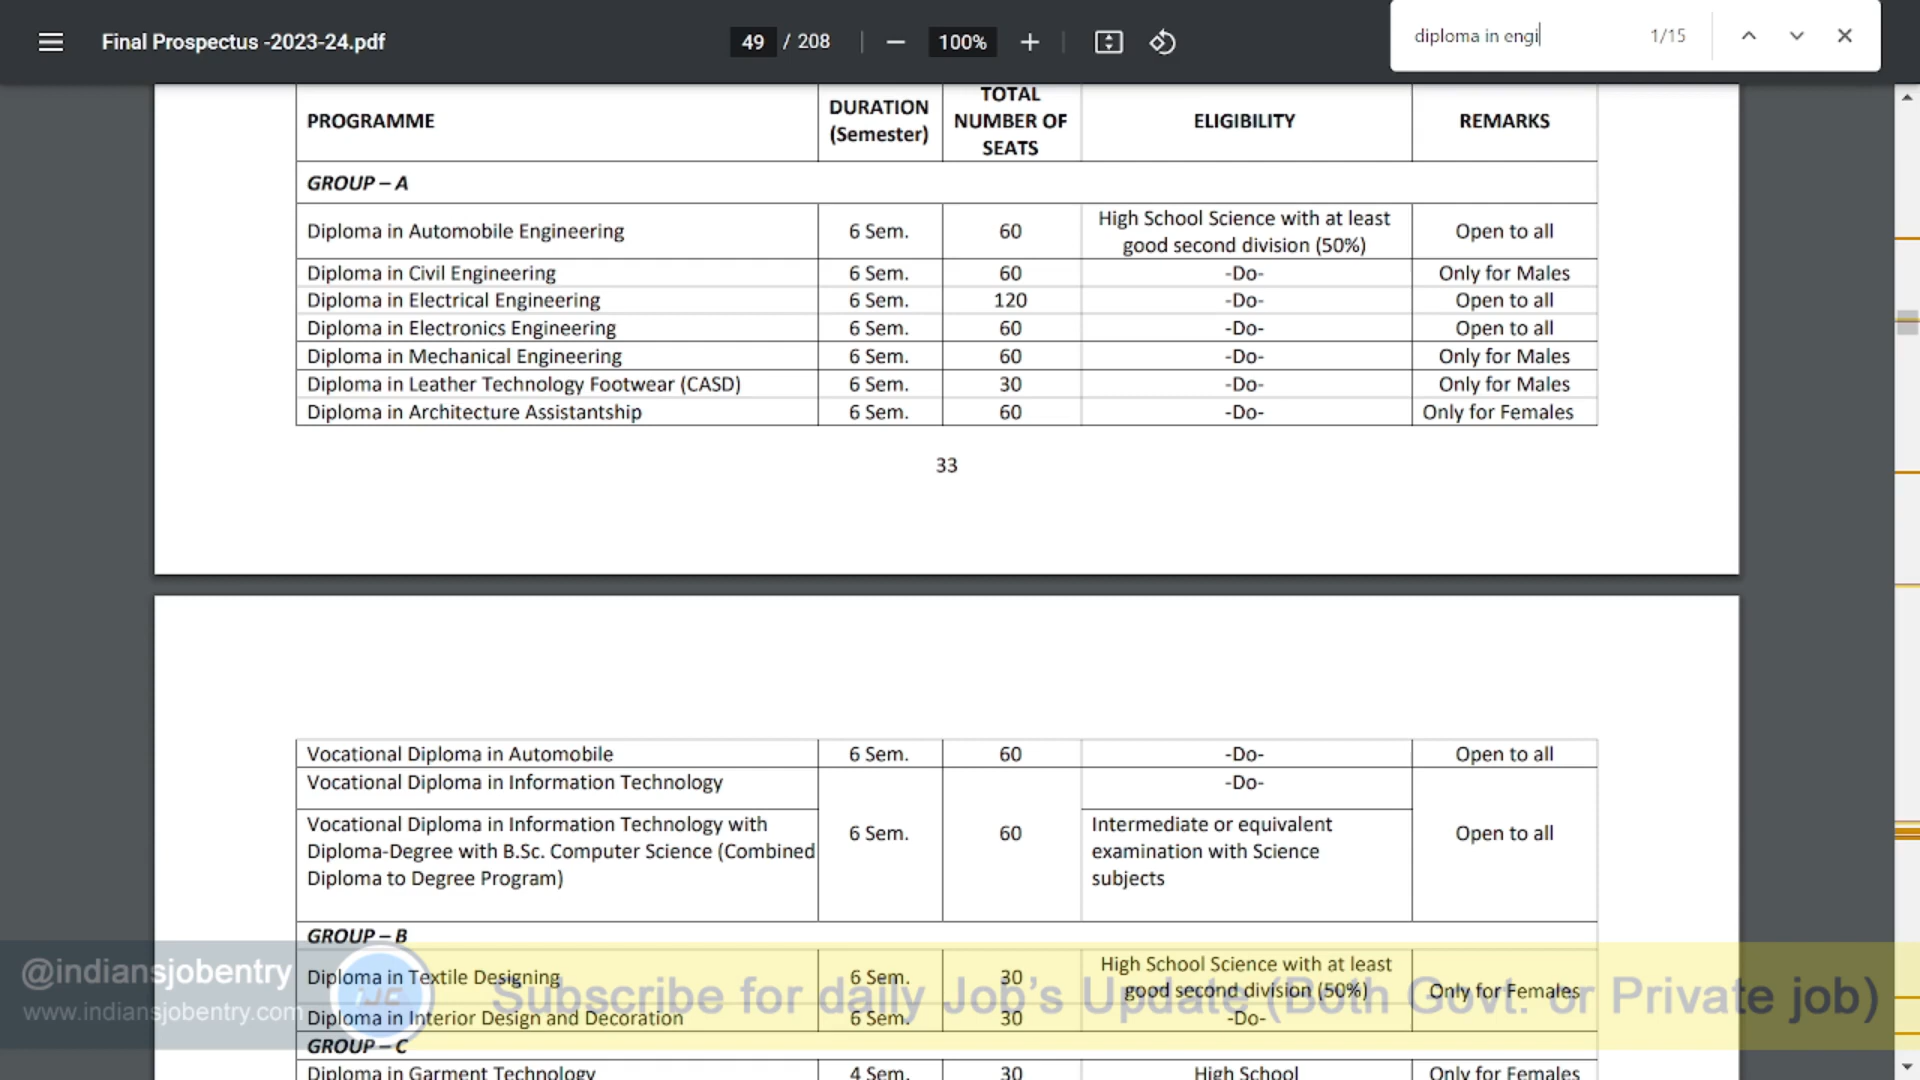 Final Prospectus -2023-24.pdf
49 / 208
100%
diploma in engi
1/15
PROGRAMME
DURATION
(Semester)
TOTAL
NUMBER OF
SEATS
ELIGIBILITY
REMARKS
GROUP – A
Diploma in Automobile Engineering
6 Sem.
60
High School Science with at least
good second division (50%)
Open to all
Diploma in Civil Engineering 6 Sem. 60 -Do- Only for Males
Diploma in Electrical Engineering 6 Sem. 120 -Do- Open to all
Diploma in Electronics Engineering 6 Sem. 60 -Do- Open to all
Diploma in Mechanical Engineering 6 Sem. 60 -Do- Only for Males
Diploma in Leather Technology Footwear (CASD) 6 Sem. 30 -Do- Only for Males
Diploma in Architecture Assistantship 6 Sem. 60 -Do- Only for Females
33
Vocational Diploma in Automobile 6 Sem. 60 -Do- Open to all
Vocational Diploma in Information Technology
-Do-
Vocational Diploma in Information Technology with
Diploma-Degree with B.Sc. Computer Science (Combined
Diploma to Degree Program)
6 Sem.
60
Intermediate or equivalent
examination with Science
subjects
Open to all
GROUP – B
Diploma in Textile Designing
6 Sem.
30
High School Science with at least
good second division (50%)
Only for Females
Diploma in Interior Design and Decoration 6 Sem. 30 -Do-
GROUP – C
Diploma in Garment Technology 4 Sem. 30 High School Only for Females
@indiansjobentry
www.indiansjobentry.com
IJE
Subscribe for daily Job's Update (Both Govt. or Private job)